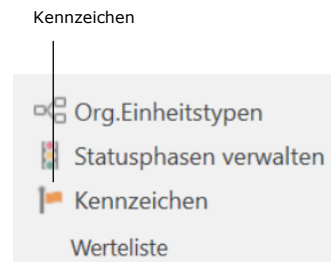 Kennzeichen
Org.Einheitstypen
Statusphasen verwalten
Kennzeichen
Werteliste